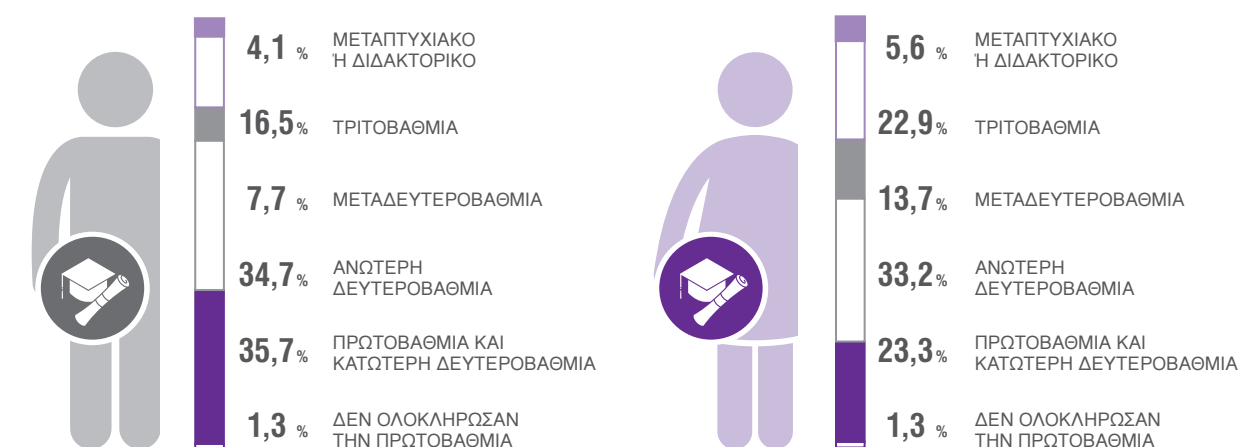 4,1 % ΜΕΤΑΠΤΥΧΙΑΚΟ
Ή ΔΙΔΑΚΤΟΡΙΚΟ
16,5 % ΤΡΙΤΟΒΑΘΜΙΑ
7,7 % ΜΕΤΑΔΕΥΤΕΡΟΒΑΘΜΙΑ
34,7 % ΑΝΩΤΕΡΗ
ΔΕΥΤΕΡΟΒΑΘΜΙΑ
35,7 % ΠΡΩΤΟΒΑΘΜΙΑ ΚΑΙ
ΚΑΤΩΤΕΡΗ ΔΕΥΤΕΡΟΒΑΘΜΙΑ
1,3 % ΔΕΝ ΟΛΟΚΛΗΡΩΣΑΝ
ΤΗΝ ΠΡΩΤΟΒΑΘΜΙΑ
5,6 % ΜΕΤΑΠΤΥΧΙΑΚΟ
Ή ΔΙΔΑΚΤΟΡΙΚΟ
22,9 % ΤΡΙΤΟΒΑΘΜΙΑ
13,7 % ΜΕΤΑΔΕΥΤΕΡΟΒΑΘΜΙΑ
33,2 % ΑΝΩΤΕΡΗ
ΔΕΥΤΕΡΟΒΑΘΜΙΑ
23,3 % ΠΡΩΤΟΒΑΘΜΙΑ ΚΑΙ
ΚΑΤΩΤΕΡΗ ΔΕΥΤΕΡΟΒΑΘΜΙΑ
1,3 % ΔΕΝ ΟΛΟΚΛΗΡΩΣΑΝ
ΤΗΝ ΠΡΩΤΟΒΑΘΜΙΑ